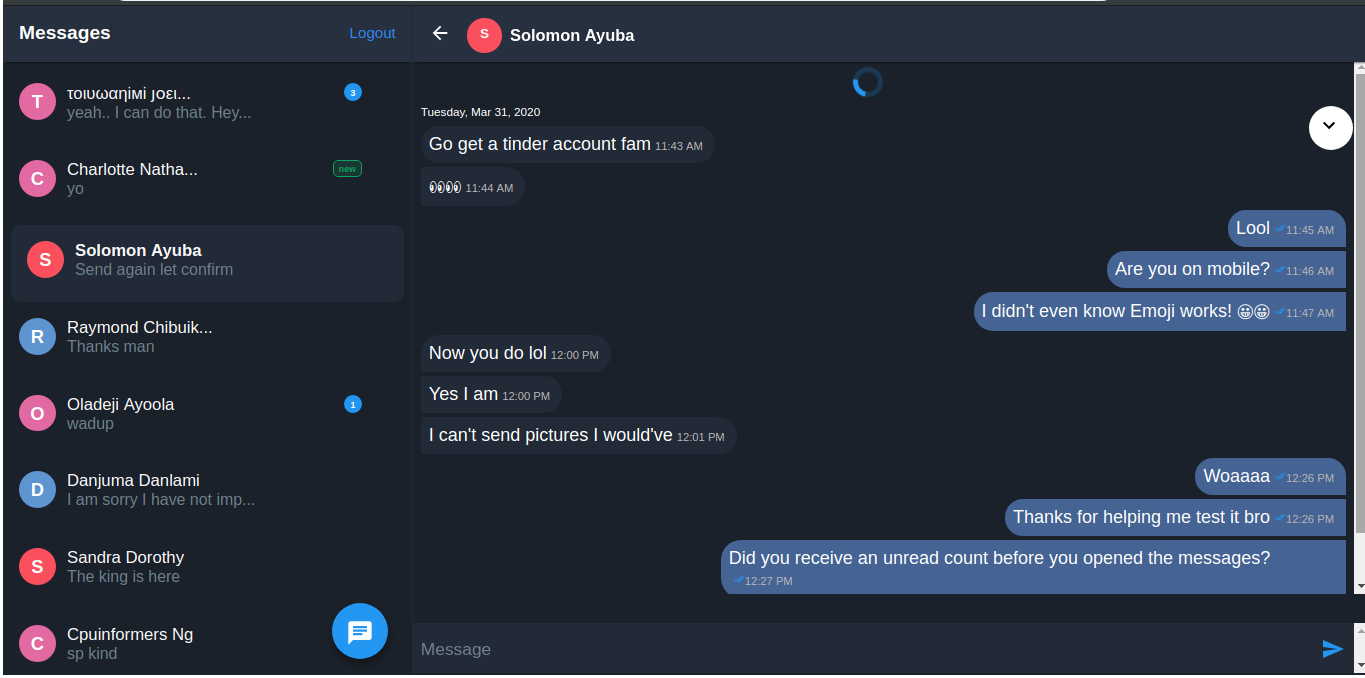 Messages
Logout
T
τοιυωαηίмί јоει...
3
yeah.. I can do that. Hey...
C
Charlotte Natha...
new
yo
S
Solomon Ayuba
Send again let confirm
R
Raymond Chibuik...
Thanks man
O
Oladeji Ayoola
1
wadup
D
Danjuma Danlami
I am sorry I have not imp...
S
Sandra Dorothy
The king is here
C
Cpuinformers Ng
sp kind
S
Solomon Ayuba
Tuesday, Mar 31, 2020
Go get a tinder account fam 11:43 AM
👀👀 11:44 AM
Lool 11:45 AM
Are you on mobile? 11:46 AM
I didn't even know Emoji works! 😀😀 11:47 AM
Now you do lol 12:00 PM
Yes I am 12:00 PM
I can't send pictures I would've 12:01 PM
Woaaaa 12:26 PM
Thanks for helping me test it bro 12:26 PM
Did you receive an unread count before you opened the messages?
12:27 PM
Message